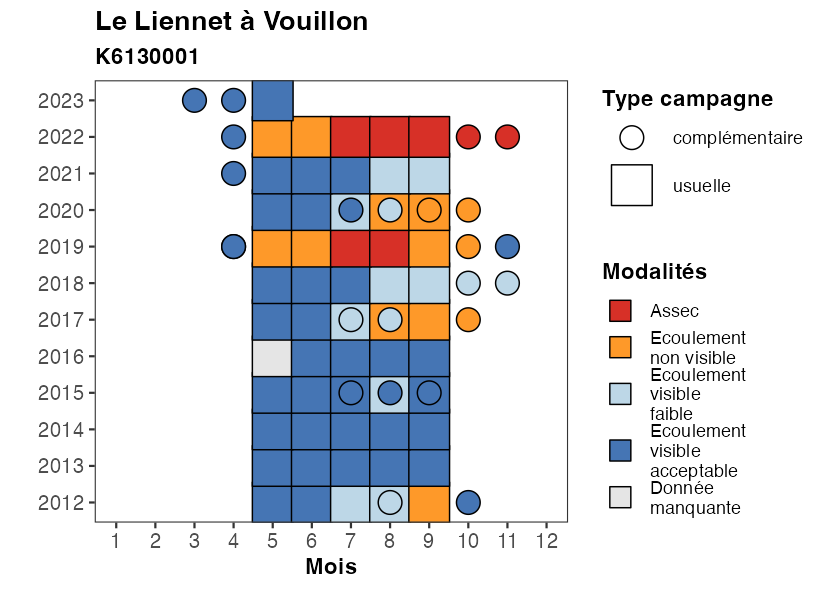 Le Liennet à Vouillon
K6130001
2023
2022
2021
2020
2019
2018
2017
2016
2015
2014
2013
2012
1 2 3 4 5 6 7 8 9 10 11 12
Mois
Type campagne
complémentaire
usuelle
Modalités
Assec
Ecoulement
non visible
Ecoulement
visible
faible
Ecoulement
visible
acceptable
Donnée
manquante